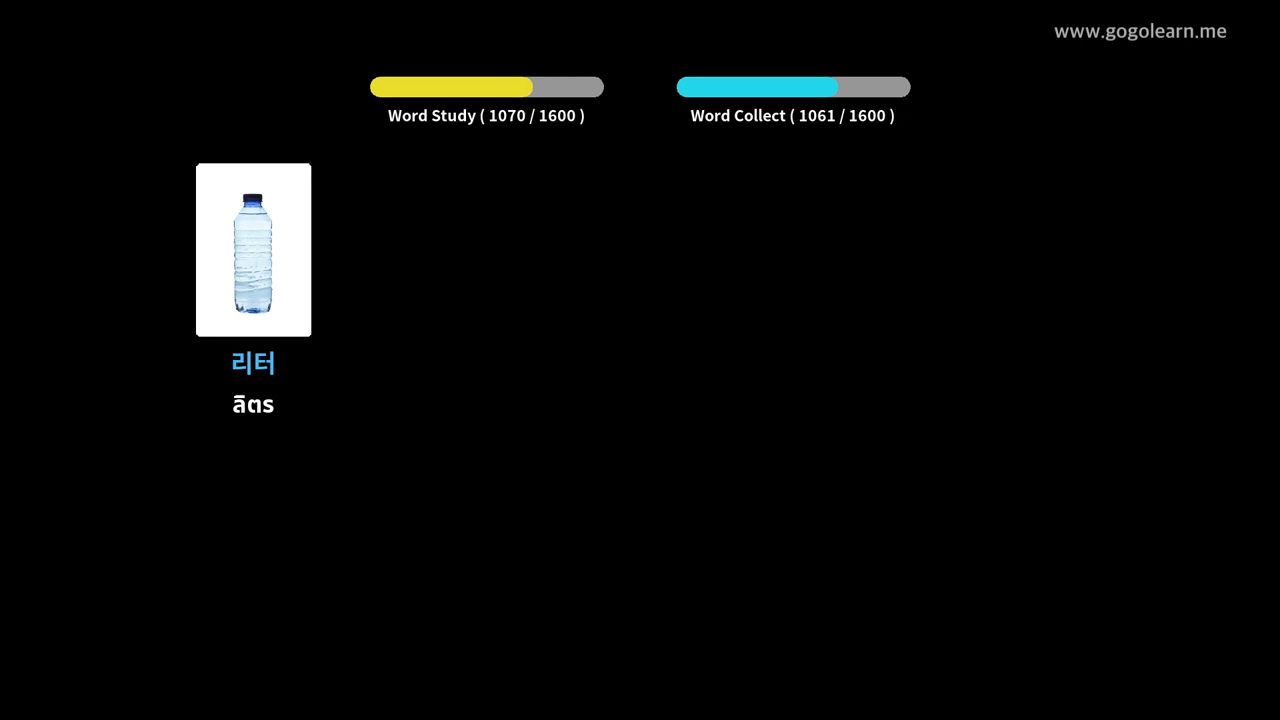 www.gogolearn.me
Word Study ( 1070 / 1600 )
Word Collect ( 1061 / 1600 )
리터
ลิตร